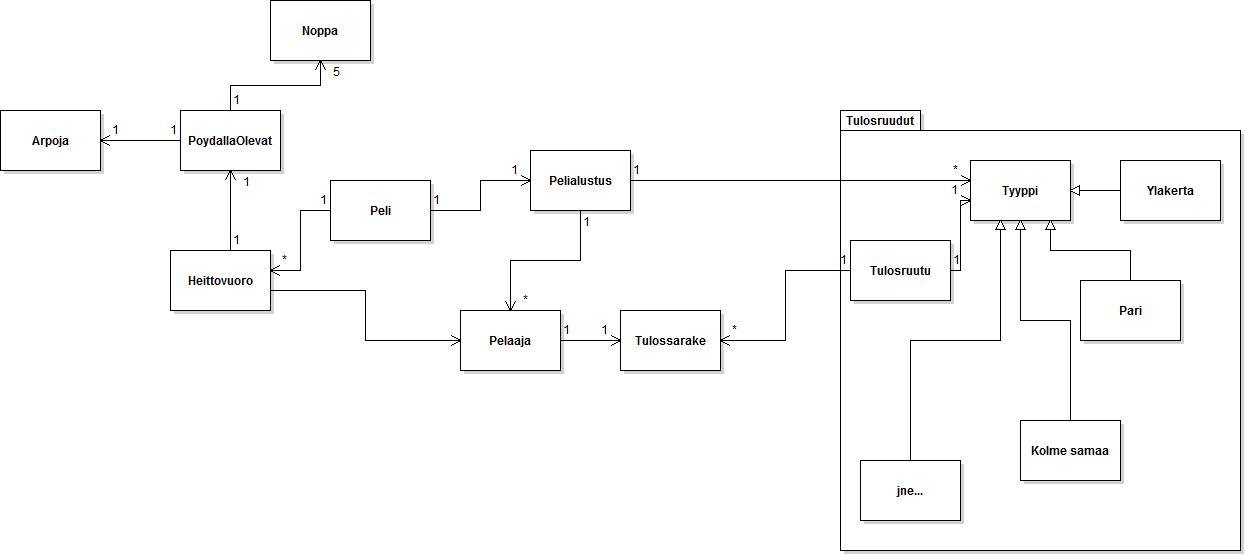 Noppa
5
1
Arpoja
1
1
PoydallaOlevat
1
1
Heittovuoro
*
1
Peli
1
1
Pelialustus
1
1
*
Pelaaja
1
1
Tulossarake
*
Tulosruudut
*
1
Tyyppi
Ylakerta
1
Tulosruutu
1
Pari
Kolme samaa
jne...